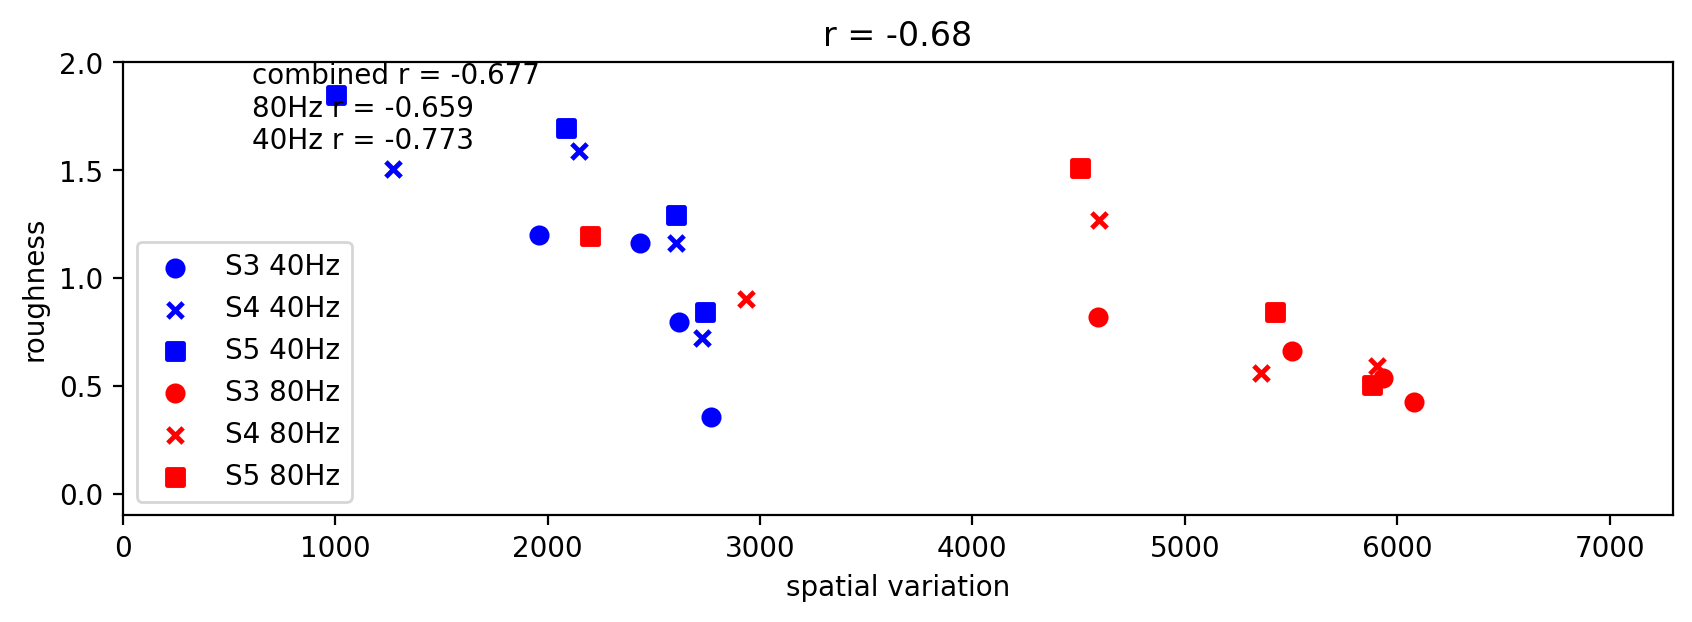 r = -0.68
combined r = -0.677
80Hz r = -0.659
40Hz r = -0.773
roughness
2.0
1.5
1.0
0.5
0.0
S3 40Hz
S4 40Hz
S5 40Hz
S3 80Hz
S4 80Hz
S5 80Hz
0 1000 2000 3000 4000 5000 6000 7000
spatial variation